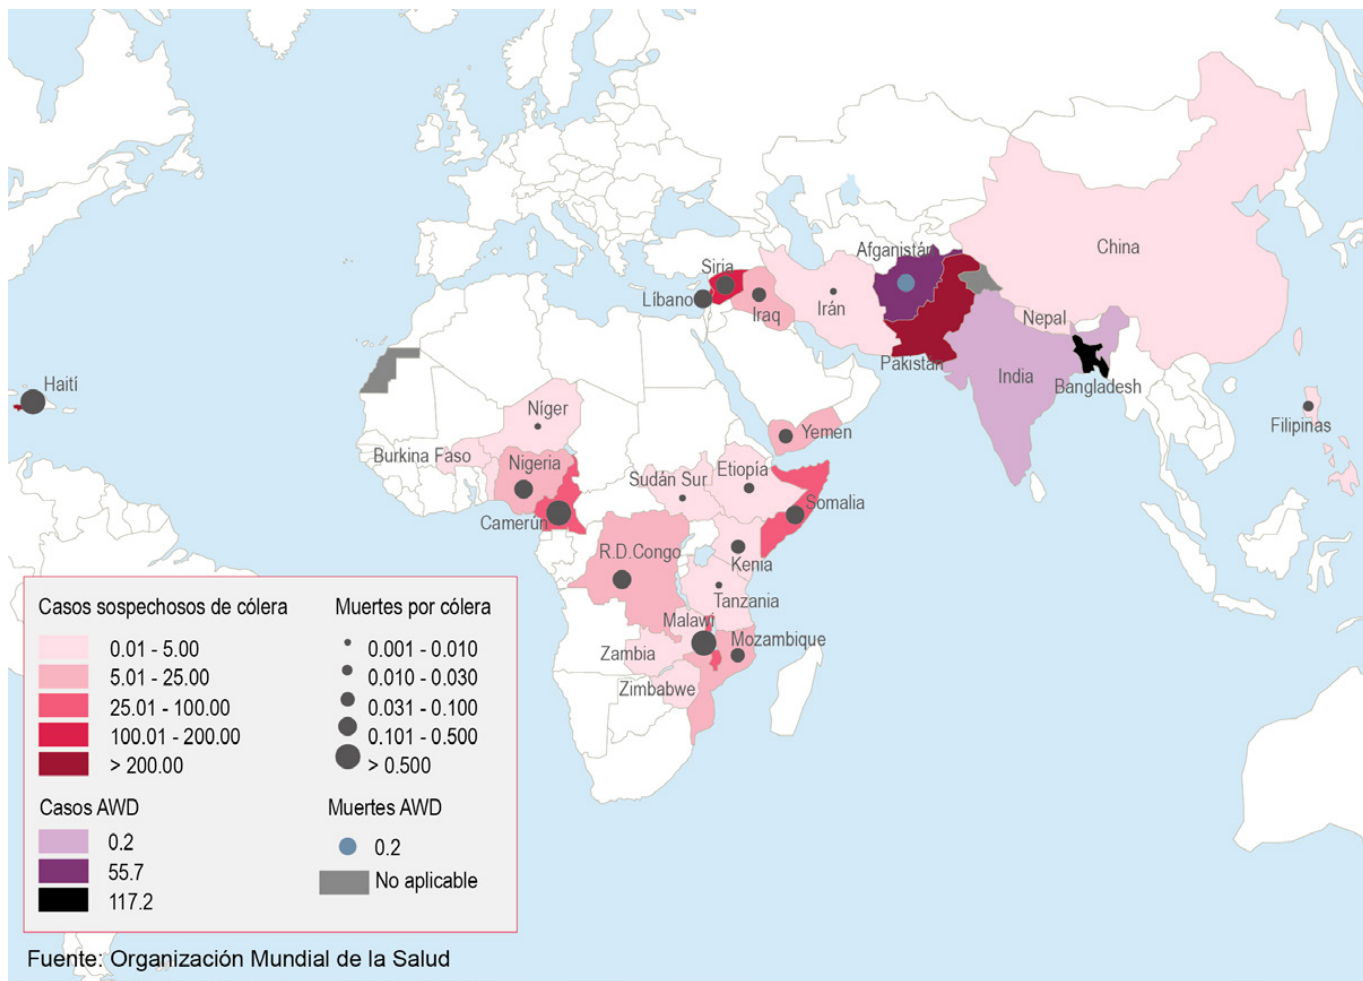 Afganistán
China
Siria
Líbano
Iraq
Irán
Nepal
Pakistán
India
Bangladesh
Haití
Filipinas
Níger
Yemen
Burkina Faso
Nigeria
Sudán Sur
Etiopía
Somalia
Camerún
R.D.Congo
Kenia
Tanzania
Malawi
Mozambique
Zambia
Zimbabwe
Casos sospechosos de cólera
0.01 - 5.00
5.01 - 25.00
25.01 - 100.00
100.01 - 200.00
> 200.00
Muertes por cólera
0.001 - 0.010
0.010 - 0.030
0.031 - 0.100
0.101 - 0.500
> 0.500
Casos AWD
0.2
55.7
117.2
Muertes AWD
0.2
No aplicable
Fuente: Organización Mundial de la Salud